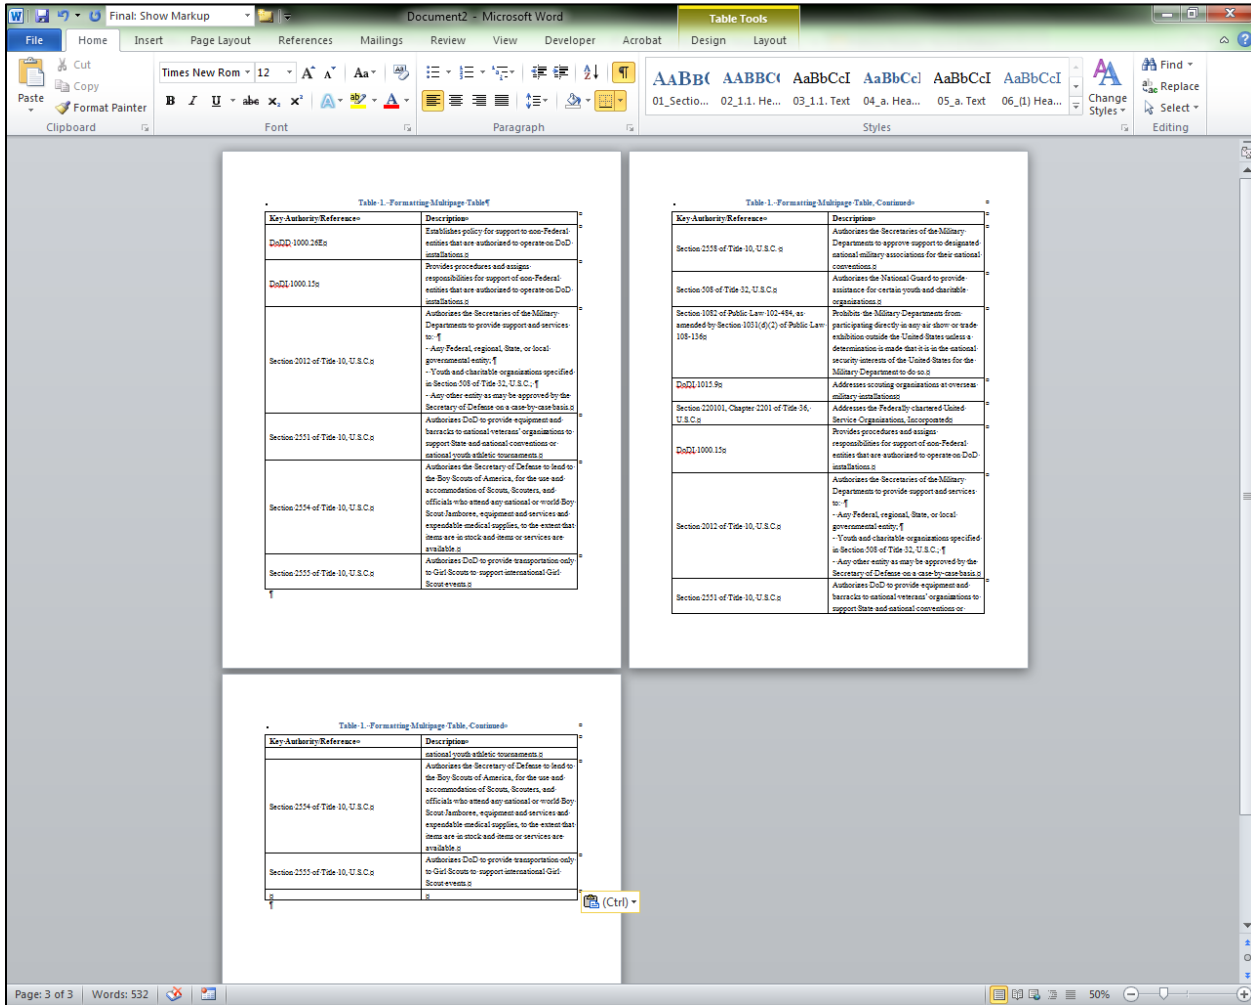 Final: Show Markup
Document2 - Microsoft Word
Table Tools
File Home Insert Page Layout References Mailings Review View Developer Acrobat Design Layout
Paste
Cut
Copy
Format Painter
Clipboard
Times New Rom 12
Font
Paragraph
AaBb( AABBC( AaBbCcI AaBbCcl AaBbCcI AaBbCcI
01_Sectio... 02_1.1. He... 03_1.1. Text 04_a. Hea... 05_a. Text 06_(1) Hea...
Change Styles
Styles
Find
Replace
Select
Editing
Table 1. Formatting Multipage Table
Key Authority/Reference Description
DoDD 1000.26E
Establishes policy for support to non-Federal
entities that are authorized to operate on DoD
installations.
DoDI 1000.15
Provides procedures and assigns
responsibilities for support of non-Federal
entities that are authorized to operate on DoD
installations.
Section 2012 of Title 10, U.S.C.
Authorizes the Secretaries of the Military
Departments to provide support and services
to:
- Any Federal, regional, State, or local
governmental entity;
- Youth and charitable organizations specified
in Section 508 of Title 32, U.S.C.;
- Any other entity as may be approved by the
Secretary of Defense on a case-by-case basis.
Section 2551 of Title 10, U.S.C.
Authorizes DoD to provide equipment and
barracks to national veterans' organizations to
support State and national conventions or
national youth athletic tournaments.
Section 2554 of Title 10, U.S.C.
Authorizes the Secretary of Defense to lend to
the Boy Scouts of America, for the use and
accommodation of Scouts, Scouters, and
officials who attend any national or world Boy
Scout Jamboree, equipment and services and
expendable medical supplies, to the extent that
items are in stock and items or services are
available.
Section 2555 of Title 10, U.S.C.
Authorizes DoD to provide transportation only
to Girl Scouts to support international Girl
Scout events.
Table 1. Formatting Multipage Table, Continued
Key Authority/Reference Description
Section 2558 of Title 10, U.S.C.
Authorizes the Secretaries of the Military
Departments to approve support to designated
national military associations for their national
conventions.
Section 508 of Title 32, U.S.C.
Authorizes the National Guard to provide
assistance for certain youth and charitable
organizations.
Section 1082 of Public Law 102-484, as
amended by Section 1031(d)(2) of Public Law
108-136
Prohibits the Military Departments from
participating directly in any air show or trade
exhibition outside the United States unless a
determination is made that it is in the national
security interests of the United States for the
Military Department to do so.
DoDI 1015.9
Addresses scouting organizations at overseas
military installations
Section 220101, Chapter 2201 of Title 36,
U.S.C.
Addresses the Federally chartered United
Service Organizations, Incorporated
DoDI 1000.15
Provides procedures and assigns
responsibilities for support of non-Federal
entities that are authorized to operate on DoD
installations.
Section 2012 of Title 10, U.S.C.
Authorizes the Secretaries of the Military
Departments to provide support and services
to:
- Any Federal, regional, State, or local
governmental entity;
- Youth and charitable organizations specified
in Section 508 of Title 32, U.S.C.;
- Any other entity as may be approved by the
Secretary of Defense on a case-by-case basis.
Section 2551 of Title 10, U.S.C.
Authorizes DoD to provide equipment and
barracks to national veterans' organizations to
support State and national conventions or
Table 1. Formatting Multipage Table, Continued
Key Authority/Reference Description
national youth athletic tournaments.
Section 2554 of Title 10, U.S.C.
Authorizes the Secretary of Defense to lend to
the Boy Scouts of America, for the use and
accommodation of Scouts, Scouters, and
officials who attend any national or world Boy
Scout Jamboree, equipment and services and
expendable medical supplies, to the extent that
items are in stock and items or services are
available.
Section 2555 of Title 10, U.S.C.
Authorizes DoD to provide transportation only
to Girl Scouts to support international Girl
Scout events.
(Ctrl)
Page: 3 of 3 Words: 532 50%